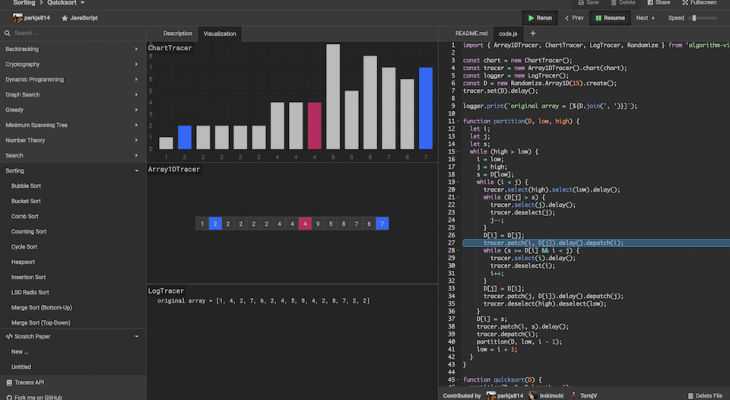 Sorting > Quicksort
Save Delete Share Fullscreen
parkjs814 JavaScript
Rerun Prev Resume Next Speed
Search ...
Backtracking
Cryptography
Dynamic Programming
Graph Search
Greedy
Minimum Spanning Tree
Number Theory
Search
Sorting
Bubble Sort
Bucket Sort
Comb Sort
Counting Sort
Cycle Sort
Heapsort
Insertion Sort
LSD Radix Sort
Merge Sort (Bottom-Up)
Merge Sort (Top-Down)
</> Scratch Paper
New ...
Untitled
Tracers API
Fork me on GitHub
Description Visualization
ChartTracer
8
7
6
5
4
3
2
1
0
1 2 2 2 2 2 4 4 4 9 5 8 7 6 7
Array1DTracer
1 2 2 2 2 2 4 4 4 9 5 8 7 6 7
LogTracer
original array = [1, 4, 2, 7, 6, 2, 4, 5, 9, 4, 2, 8, 7, 2, 2]
README.md code.js +
1 import { Array1DTracer, ChartTracer, LogTracer, Randomize } from 'algorithm-vi
2
3 const chart = new ChartTracer();
4 const tracer = new Array1DTracer().chart(chart);
5 const logger = new LogTracer();
6 const D = new Randomize.Array1D(15).create();
7 tracer.set(D).delay();
8
9 logger.print(`original array = [${D.join(', ')}]`);
10
11 function partition(D, low, high) {
12 let i;
13 let j;
14 let s;
15 while (high > low) {
16 i = low;
17 j = high;
18 s = D[low];
19 while (i < j) {
20 tracer.select(high).select(low).delay();
21 while (D[j] > s) {
22 tracer.select(j).delay();
23 tracer.deselect(j);
24 j--;
25 }
26 D[i] = D[j];
27 tracer.patch(i, D[j]).delay().depatch(i);
28 while (s >= D[i] && i < j) {
29 tracer.select(i).delay();
30 tracer.deselect(i);
31 i++;
32 }
33 D[j] = D[i];
34 tracer.patch(j, D[i]).delay().depatch(j);
35 tracer.deselect(high).deselect(low);
36 }
37 D[i] = s;
38 tracer.patch(i, s).delay();
39 tracer.depatch(i);
40 partition(D, low, i - 1);
41 low = i + 1;
42 }
43 }
44
45 function quicksort(D) {
Contributed by parkjs814 imkimchi TornjV Delete File